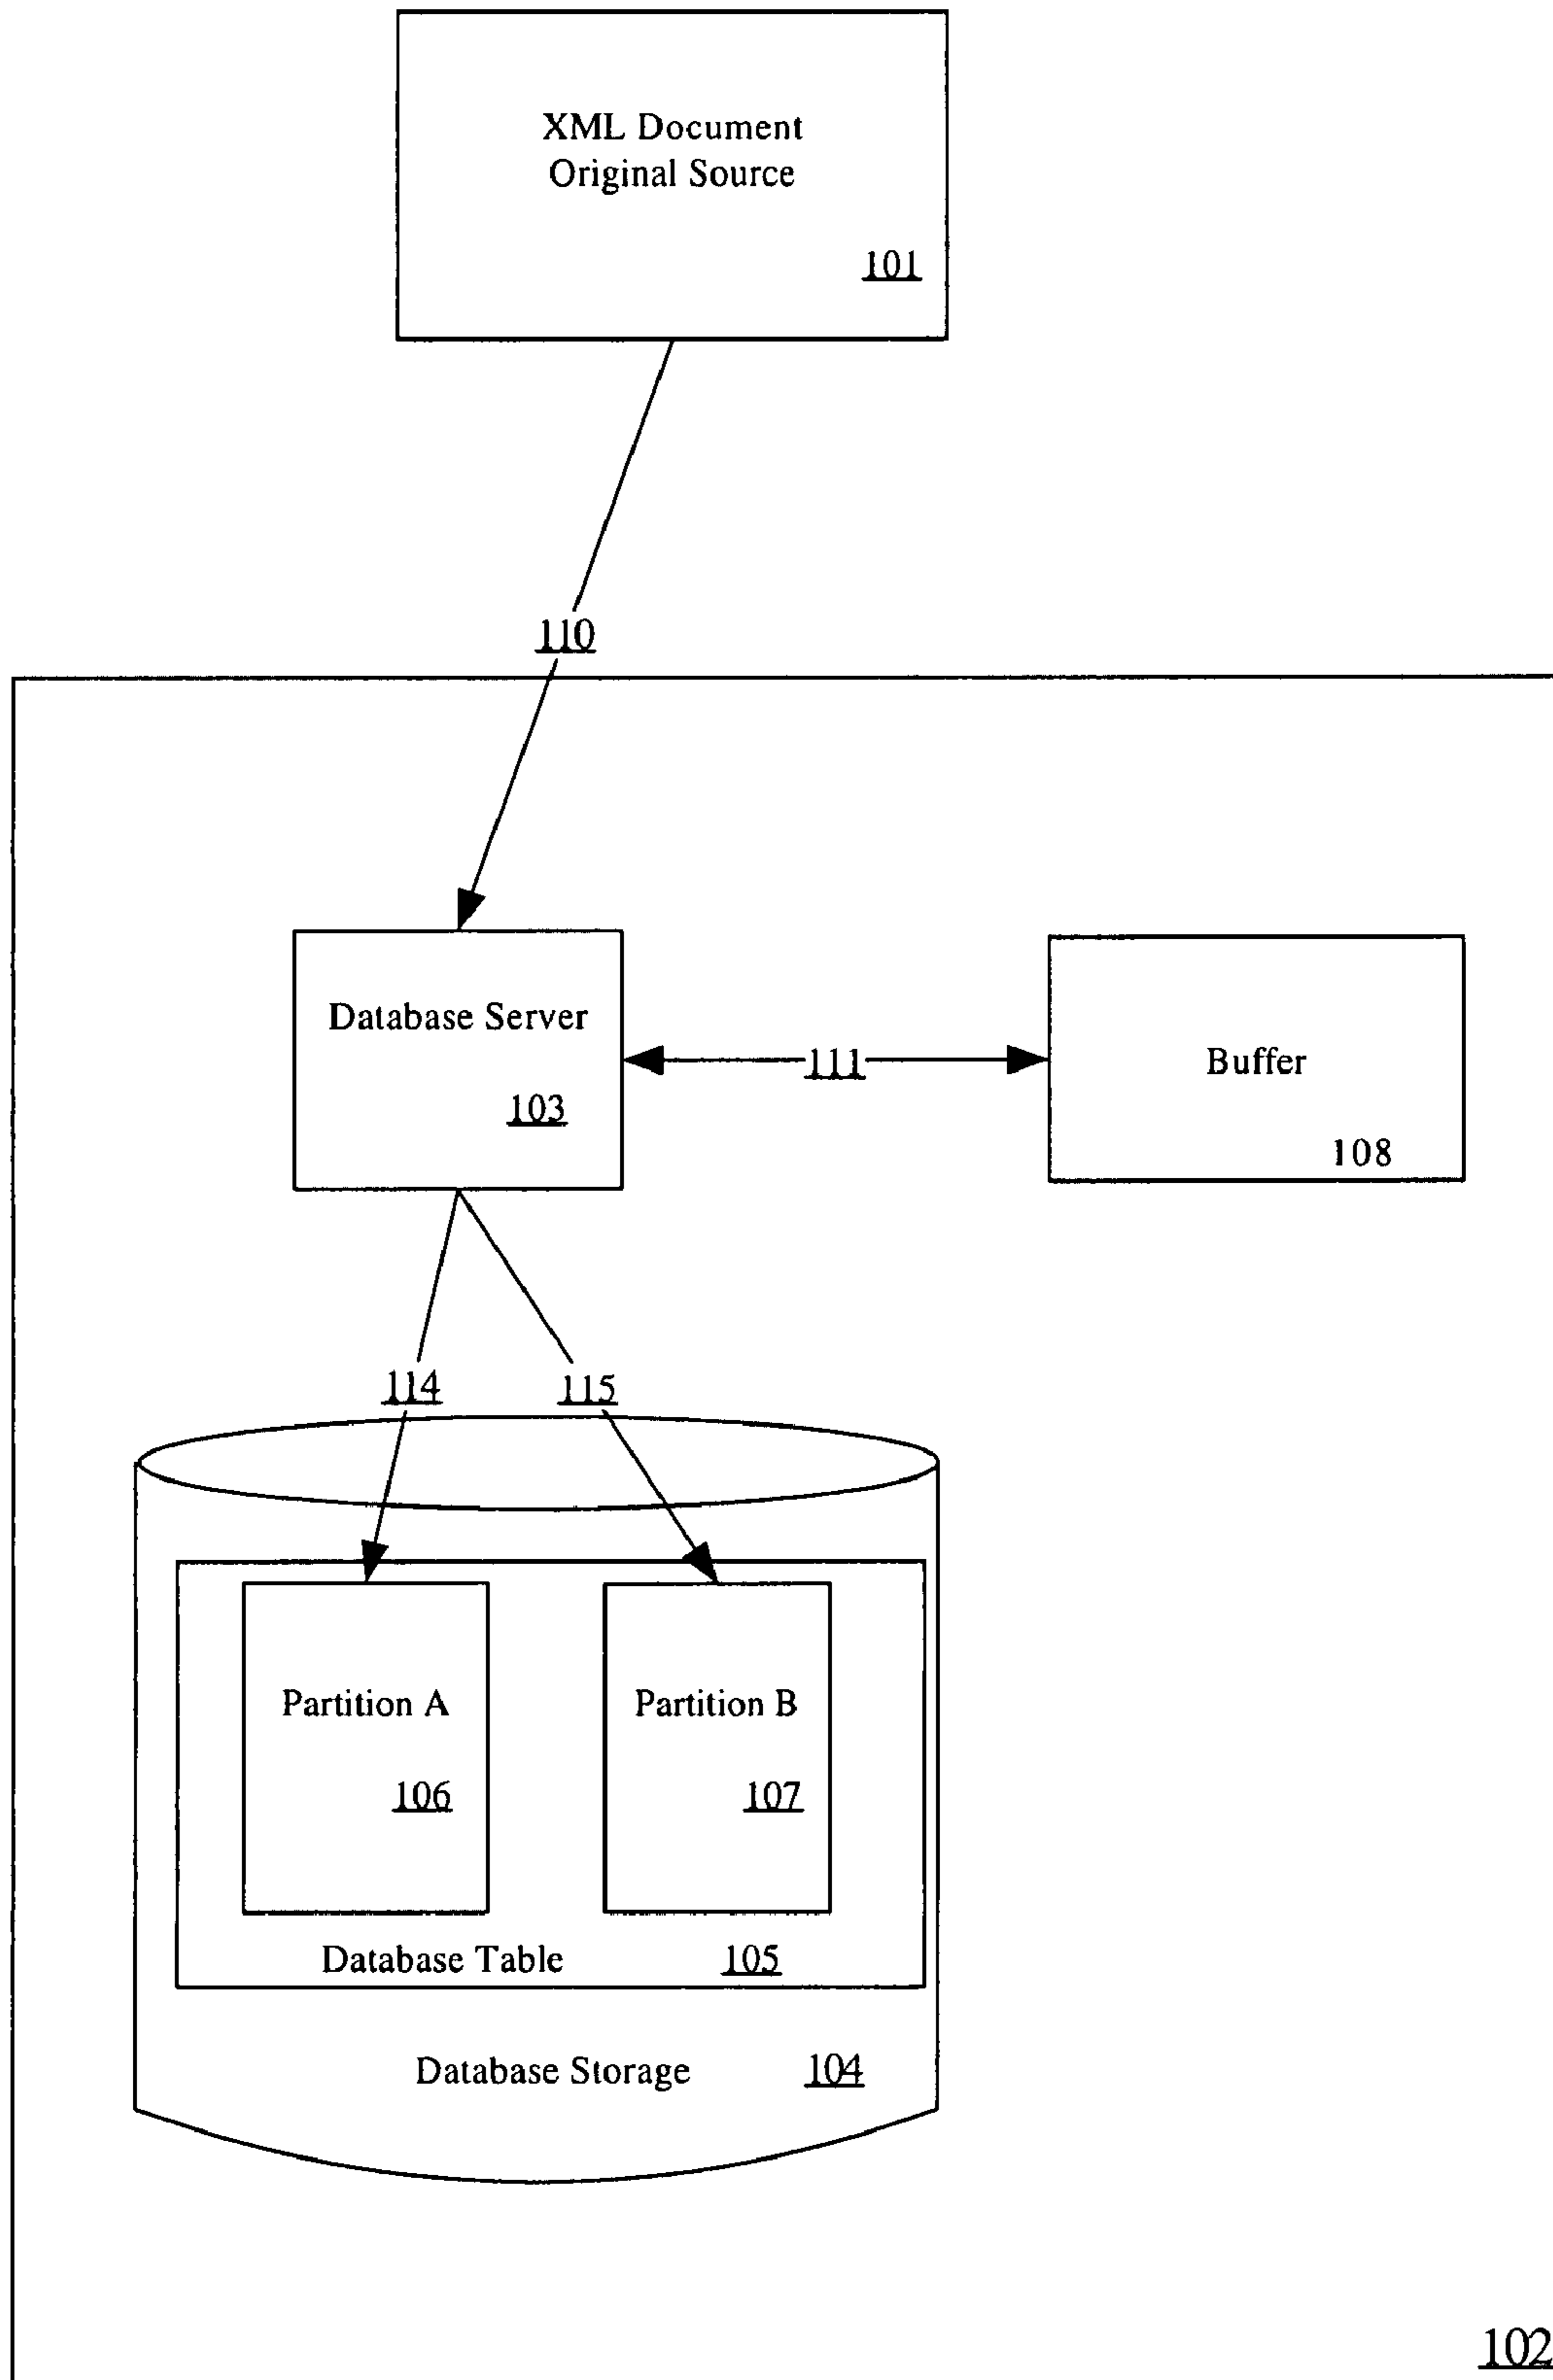 XML Document
Original Source
101
110
Database Server
103
111
Buffer
108
114
115
Partition A
106
Partition B
107
Database Table 105
Database Storage 104
102